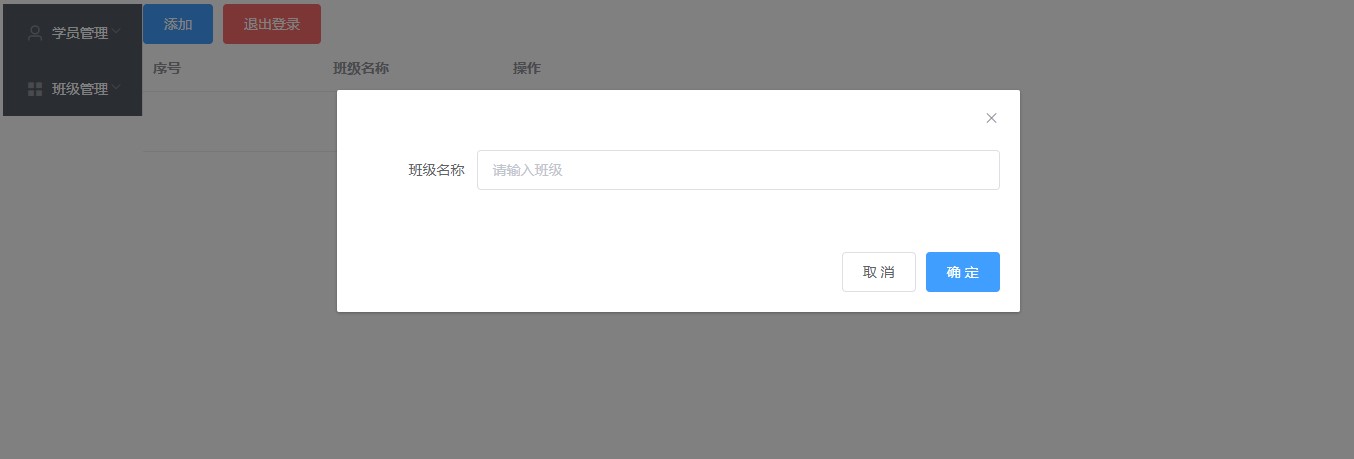 学员管理
添加
退出登录
序号
班级名称
操作
班级管理
班级名称
请输入班级
取 消
确 定